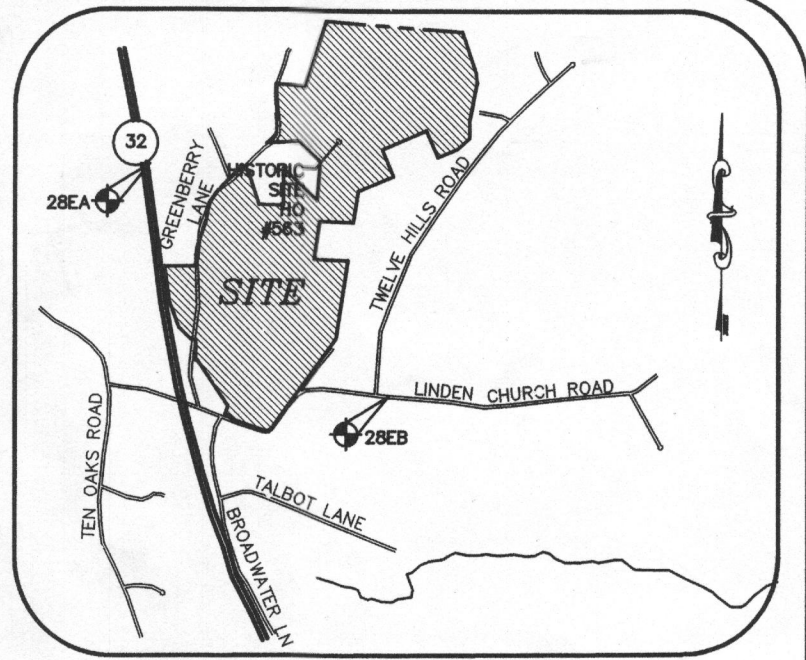 32
28EA
GREENBERRY
LANE
HISTORIC
SITE
HO
#563
SITE
TWELVE HILLS ROAD
LINDEN CHURCH ROAD
28EB
TEN OAKS ROAD
TALBOT LANE
BROADWATER LN